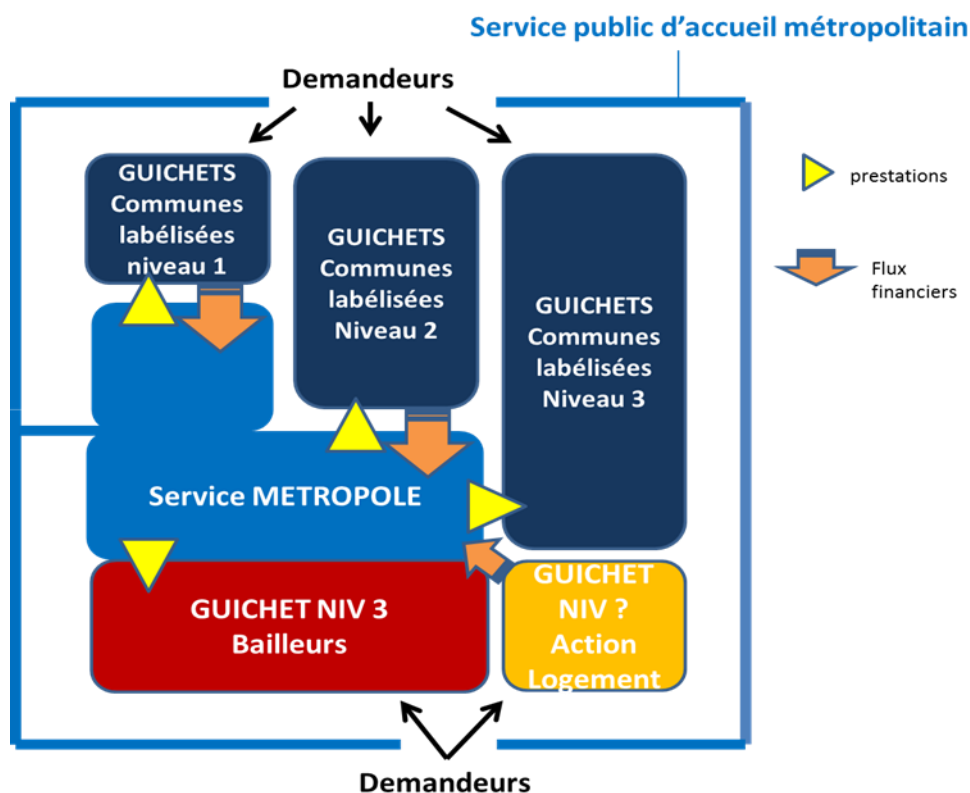 Service public d'accueil métropolitain
Demandeurs
GUICHETS
Communes
labélisées
niveau 1
GUICHETS
Communes
labélisées
Niveau 2
GUICHETS
Communes
labélisées
Niveau 3
prestations
Flux
financiers
Service METROPOLE
GUICHET NIV 3
Bailleurs
GUICHET
NIV ?
Action
Logement
Demandeurs